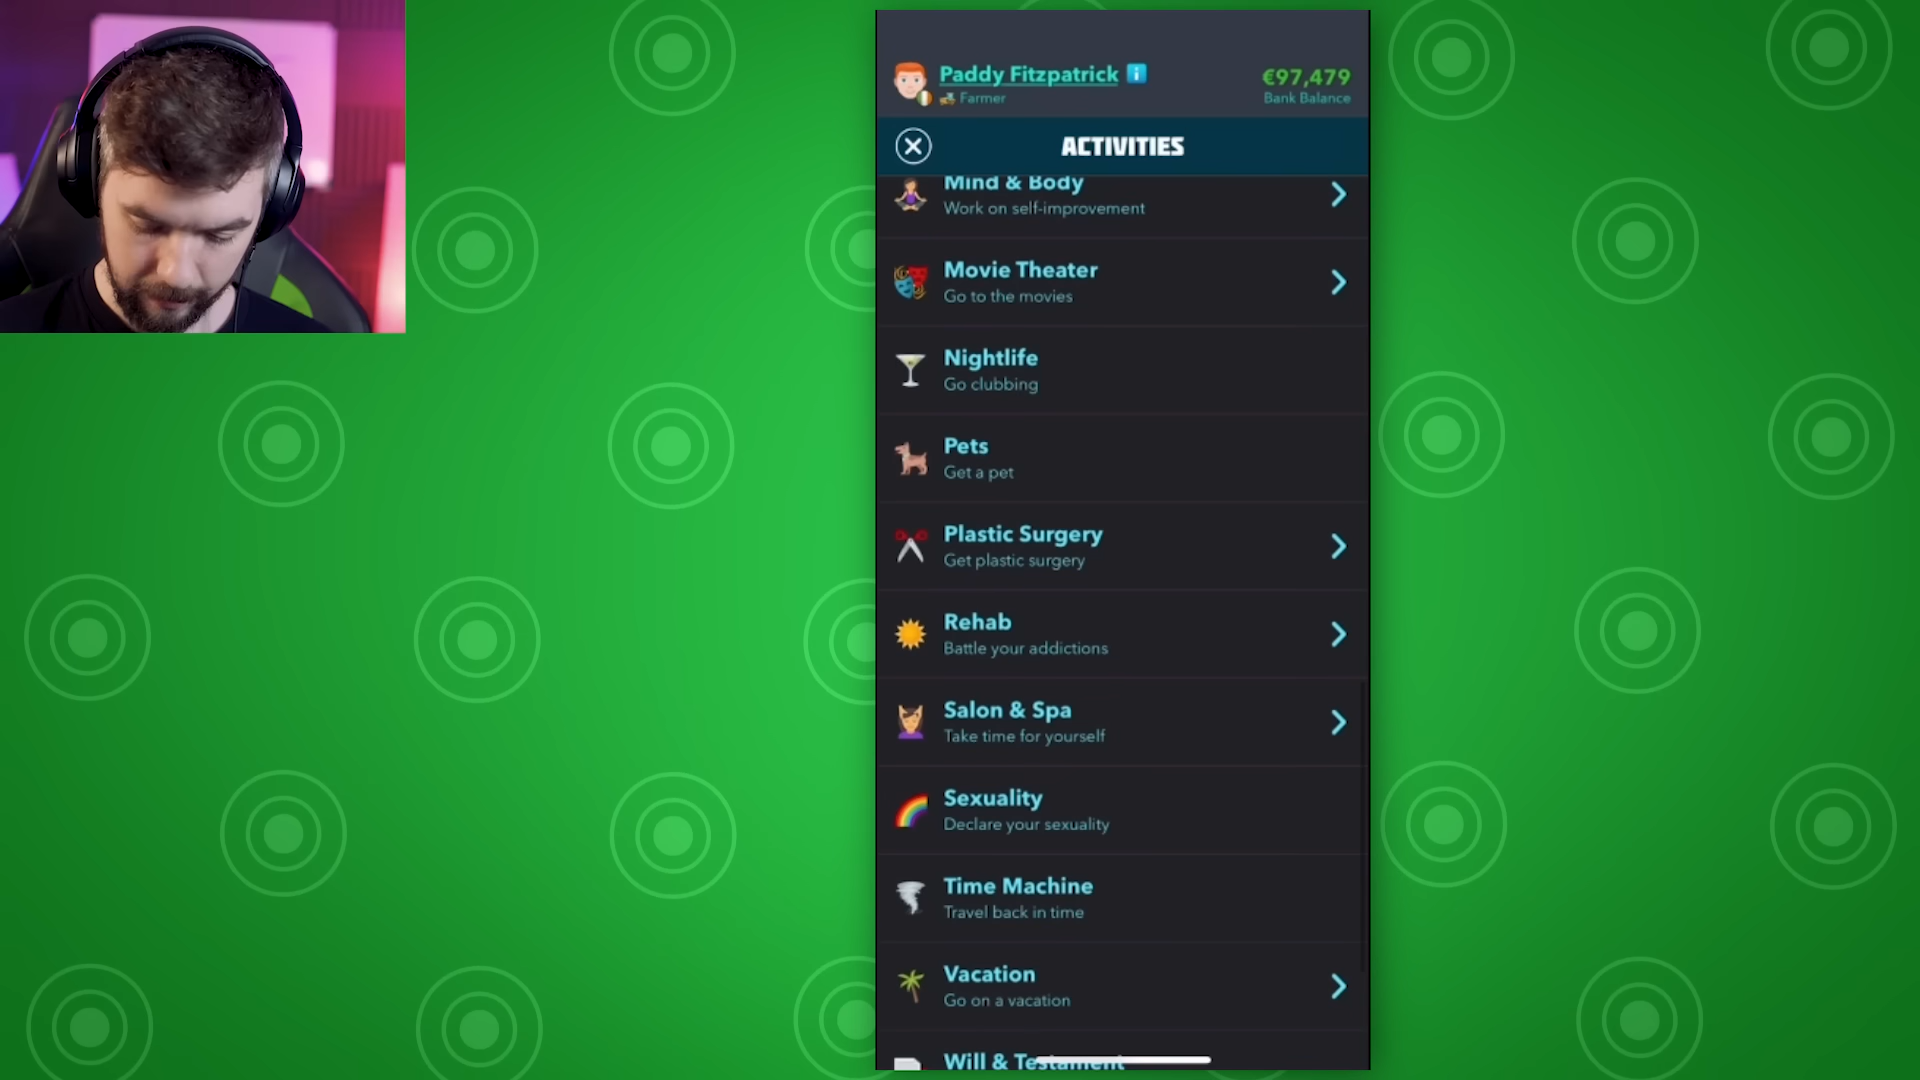 Paddy Fitzpatrick
€97,479
Farmer
Bank Balance
ACTIVITIES
Mind & Body
Work on self-improvement
Movie Theater
Go to the movies
Nightlife
Go clubbing
Pets
Get a pet
Plastic Surgery
Get plastic surgery
Rehab
Battle your addictions
Salon & Spa
Take time for yourself
Sexuality
Declare your sexuality
Time Machine
Travel back in time
Vacation
Go on a vacation
Will & Testament